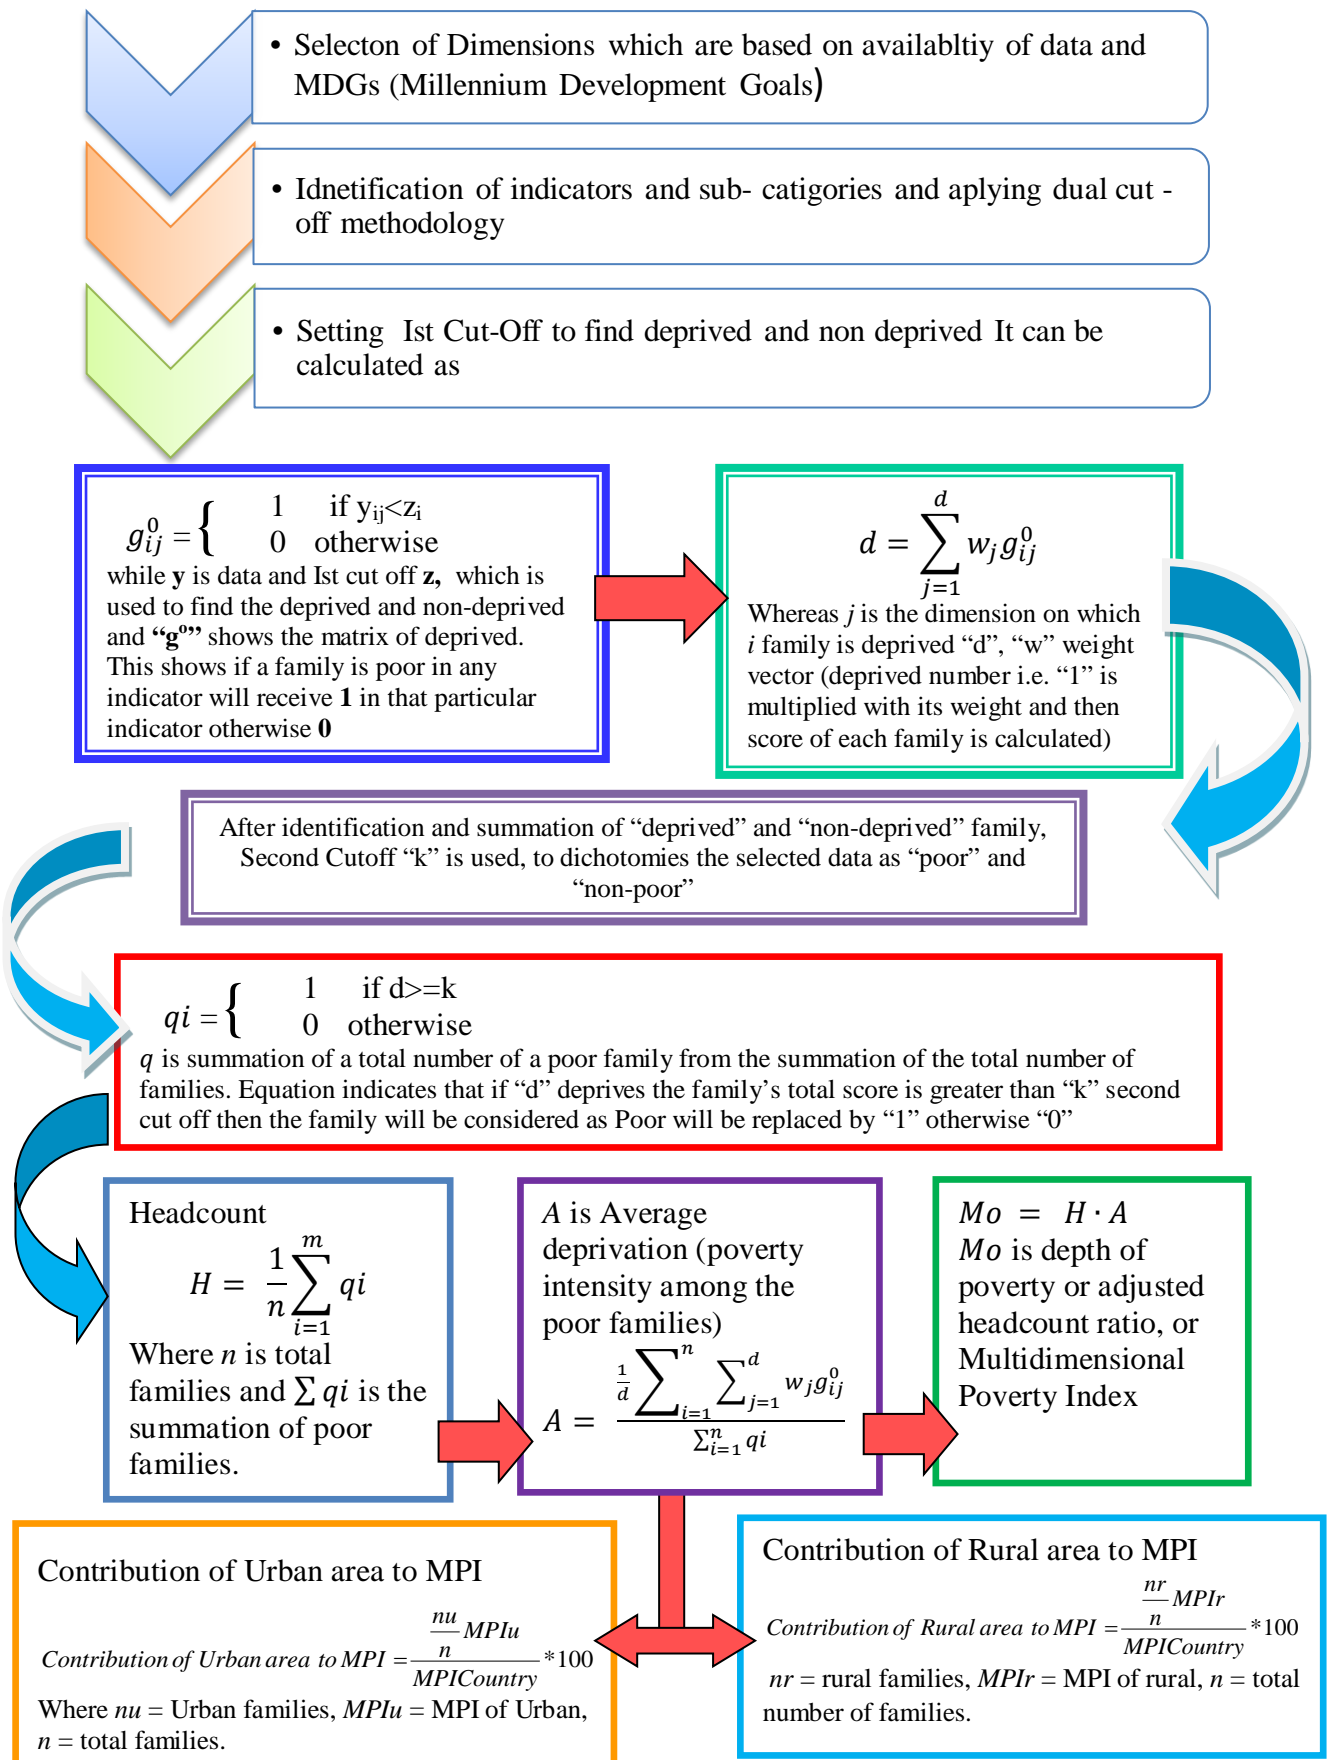 • Selecton of Dimensions which are based on availabltiy of data and
MDGs (Millennium Development Goals)
• Idnetification of indicators and sub- catigories and aplying dual cut -
off methodology
• Setting Ist Cut-Off to find deprived and non deprived It can be
calculated as
g⁰ᵢⱼ = { 1 if yᵢⱼ<zᵢ
0 otherwise
while y is data and Ist cut off z, which is
used to find the deprived and non-deprived
and “g⁰” shows the matrix of deprived.
This shows if a family is poor in any
indicator will receive 1 in that particular
indicator otherwise 0
d = ∑_{j=1}^{d} wⱼg⁰ᵢⱼ
Whereas j is the dimension on which
i family is deprived “d”, “w” weight
vector (deprived number i.e. “1” is
multiplied with its weight and then
score of each family is calculated)
After identification and summation of “deprived” and “non-deprived” family,
Second Cutoff “k” is used, to dichotomies the selected data as “poor” and
“non-poor”
qi = { 1 if d>=k
0 otherwise
q is summation of a total number of a poor family from the summation of the total number of
families. Equation indicates that if “d” deprives the family’s total score is greater than “k” second
cut off then the family will be considered as Poor will be replaced by “1” otherwise “0”
Headcount
H = 1/n ∑_{i=1}^{m} qi
Where n is total
families and ∑ qi is the
summation of poor
families.
A is Average
deprivation (poverty
intensity among the
poor families)
A = (1/d ∑_{i=1}^{n} ∑_{j=1}^{d} wⱼg⁰ᵢⱼ) / (∑_{i=1}^{n} qi)
Mo = H · A
Mo is depth of
poverty or adjusted
headcount ratio, or
Multidimensional
Poverty Index
Contribution of Urban area to MPI
Contribution of Urban area to MPI = (nu/n MPIu)/MPICountry *100
Where nu = Urban families, MPIu = MPI of Urban,
n = total families.
Contribution of Rural area to MPI
Contribution of Rural area to MPI = (nr/n MPIr)/MPICountry *100
nr = rural families, MPIr = MPI of rural, n = total
number of families.